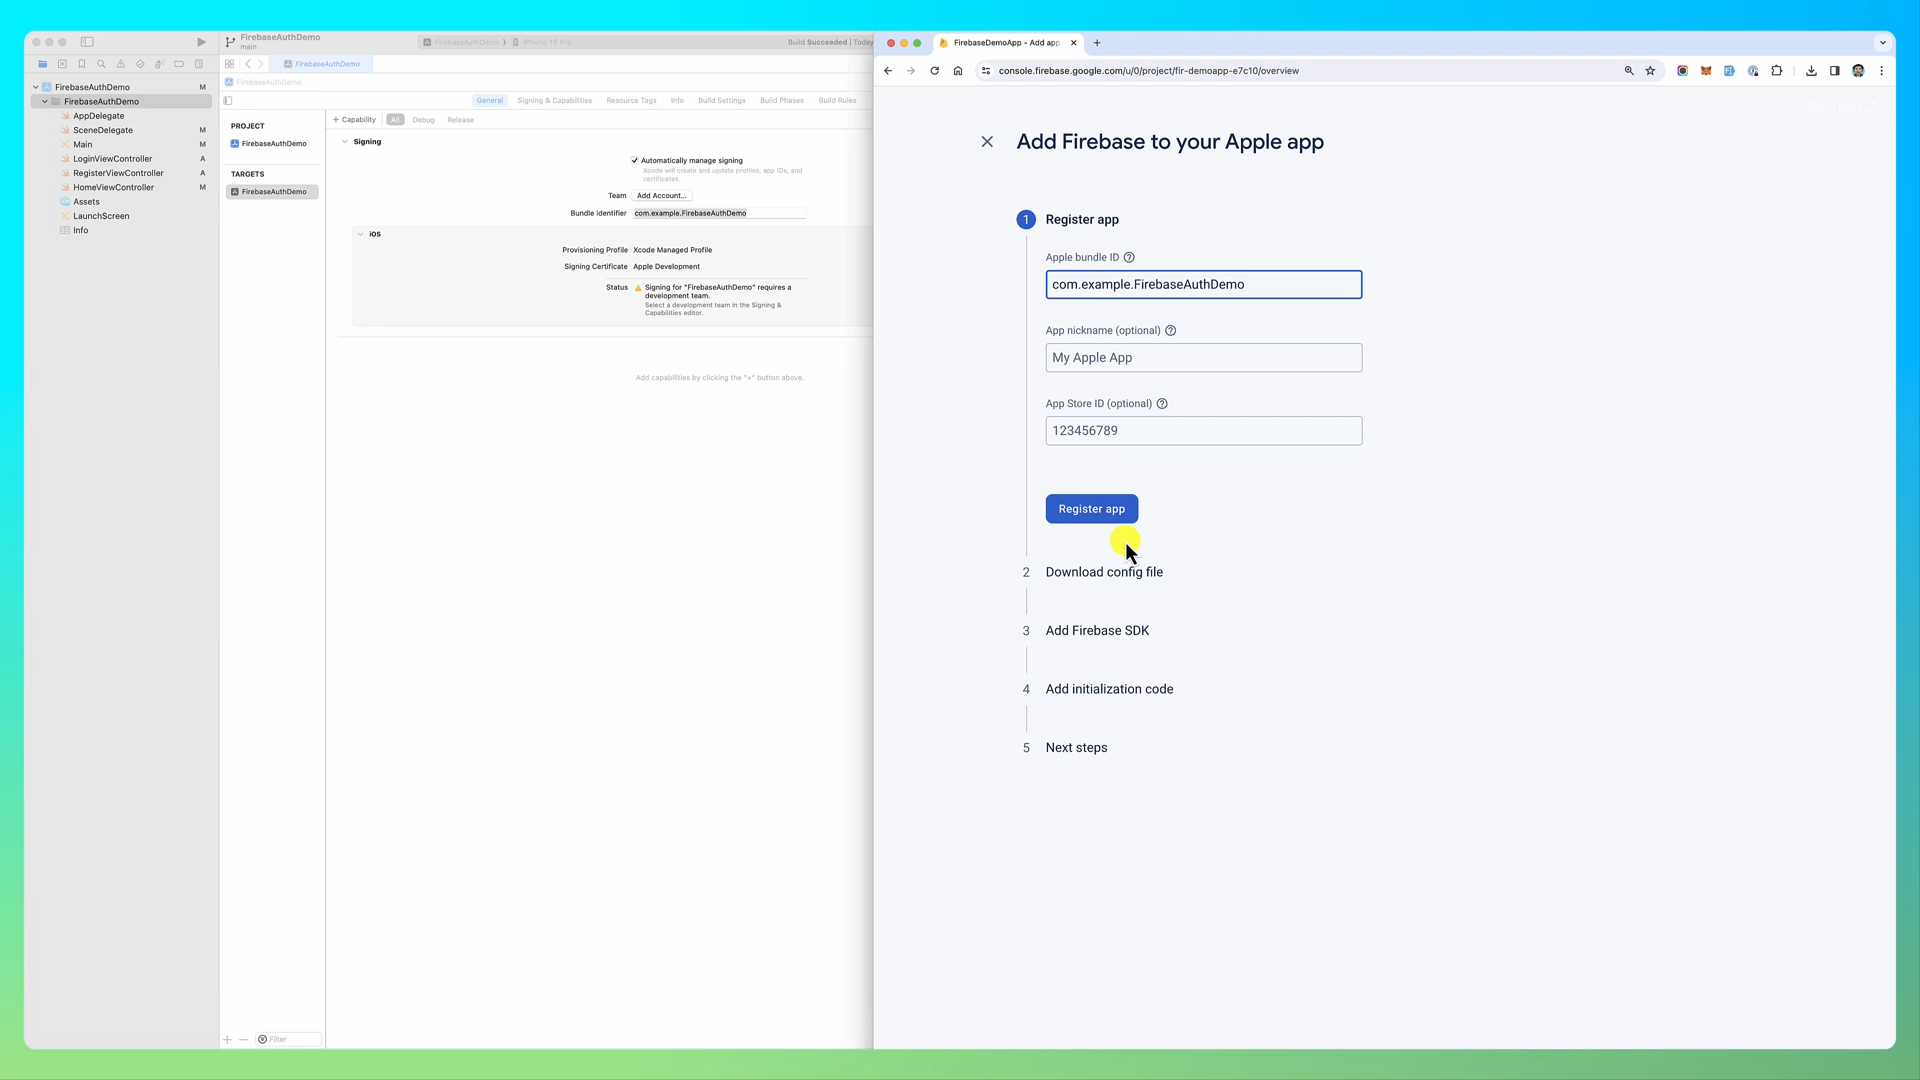 FirebaseAuthDemo
main
FirebaseAuthDemo
iPhone 15 Pro
Build Succeeded | Today
FirebaseAuthDemo
FirebaseAuthDemo
FirebaseAuthDemo M
FirebaseAuthDemo
AppDelegate
SceneDelegate M
Main M
LoginViewController A
RegisterViewController A
HomeViewController M
Assets
LaunchScreen
Info
PROJECT
FirebaseAuthDemo
TARGETS
FirebaseAuthDemo
Filter
General
Signing & Capabilities
Resource Tags
Info
Build Settings
Build Phases
Build Rules
+ Capability
All
Debug
Release
Signing
Automatically manage signing
Xcode will create and update profiles, app IDs, and
certificates.
Team Add Account...
Bundle Identifier com.example.FirebaseAuthDemo
iOS
Provisioning Profile Xcode Managed Profile
Signing Certificate Apple Development
Status Signing for "FirebaseAuthDemo" requires a
development team.
Select a development team in the Signing &
Capabilities editor.
Add capabilities by clicking the "+" button above.
FirebaseDemoApp - Add app
console.firebase.google.com/u/0/project/fir-demoapp-e7c10/overview
Add Firebase to your Apple app
1 Register app
Apple bundle ID
com.example.FirebaseAuthDemo
App nickname (optional)
My Apple App
App Store ID (optional)
123456789
Register app
2 Download config file
3 Add Firebase SDK
4 Add initialization code
5 Next steps